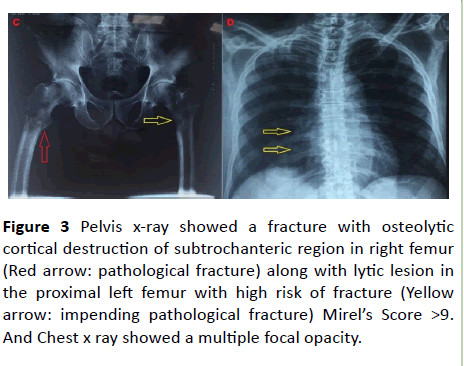 C D
Figure 3 Pelvis x-ray showed a fracture with osteolytic
cortical destruction of subtrochanteric region in right femur
(Red arrow: pathological fracture) along with lytic lesion in
the proximal left femur with high risk of fracture (Yellow
arrow: impending pathological fracture) Mirel’s Score >9.
And Chest x ray showed a multiple focal opacity.